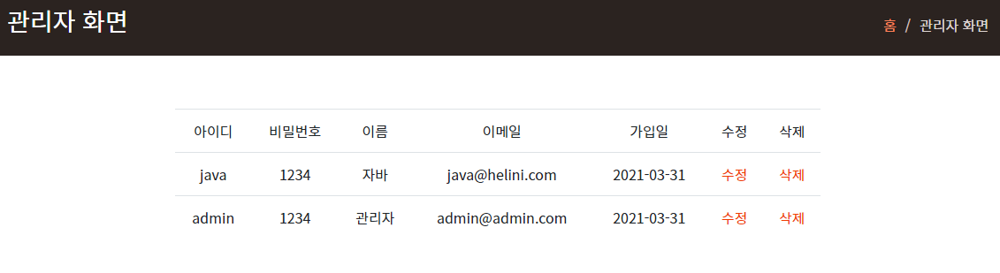 관리자 화면
홈 / 관리자 화면
아이디 비밀번호 이름 이메일 가입일 수정 삭제
java 1234 자바 java@helini.com 2021-03-31 수정 삭제
admin 1234 관리자 admin@admin.com 2021-03-31 수정 삭제